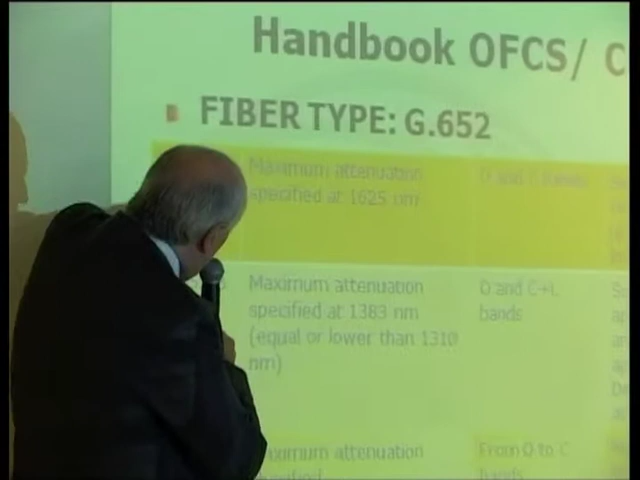 Handbook OFCS/ C
FIBER TYPE: G.652
Maximum attenuation
specified at 1625 nm
Maximum attenuation
specified at 1383 nm
(equal or lower than 1310
nm)
O and C+L
bands
attenuation
From O to C
bands